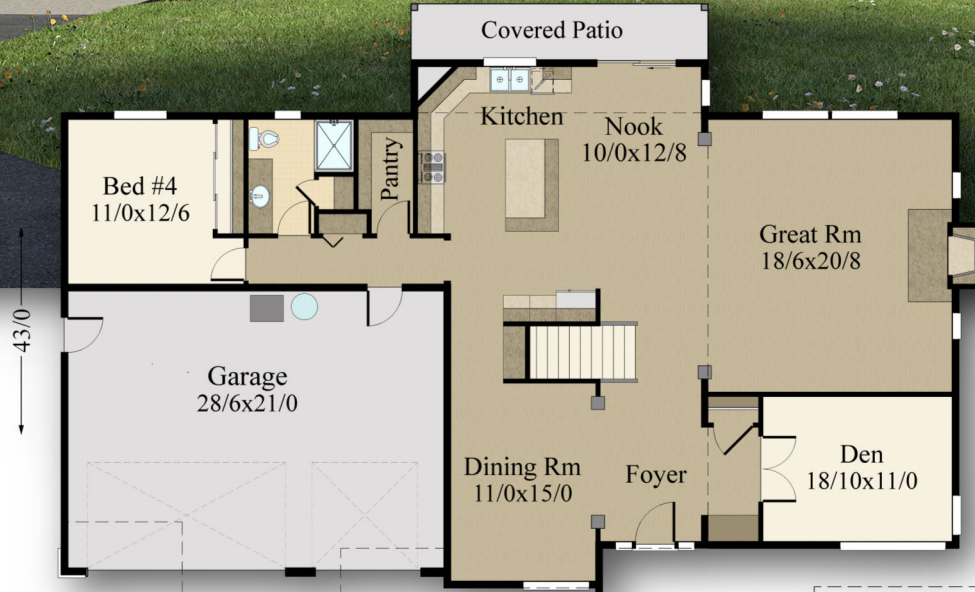 Covered Patio
Kitchen
Nook
10/0x12/8
Bed #4
11/0x12/6
Pantry
Great Rm
18/6x20/8
43/0
Garage
28/6x21/0
Dining Rm
11/0x15/0
Foyer
Den
18/10x11/0